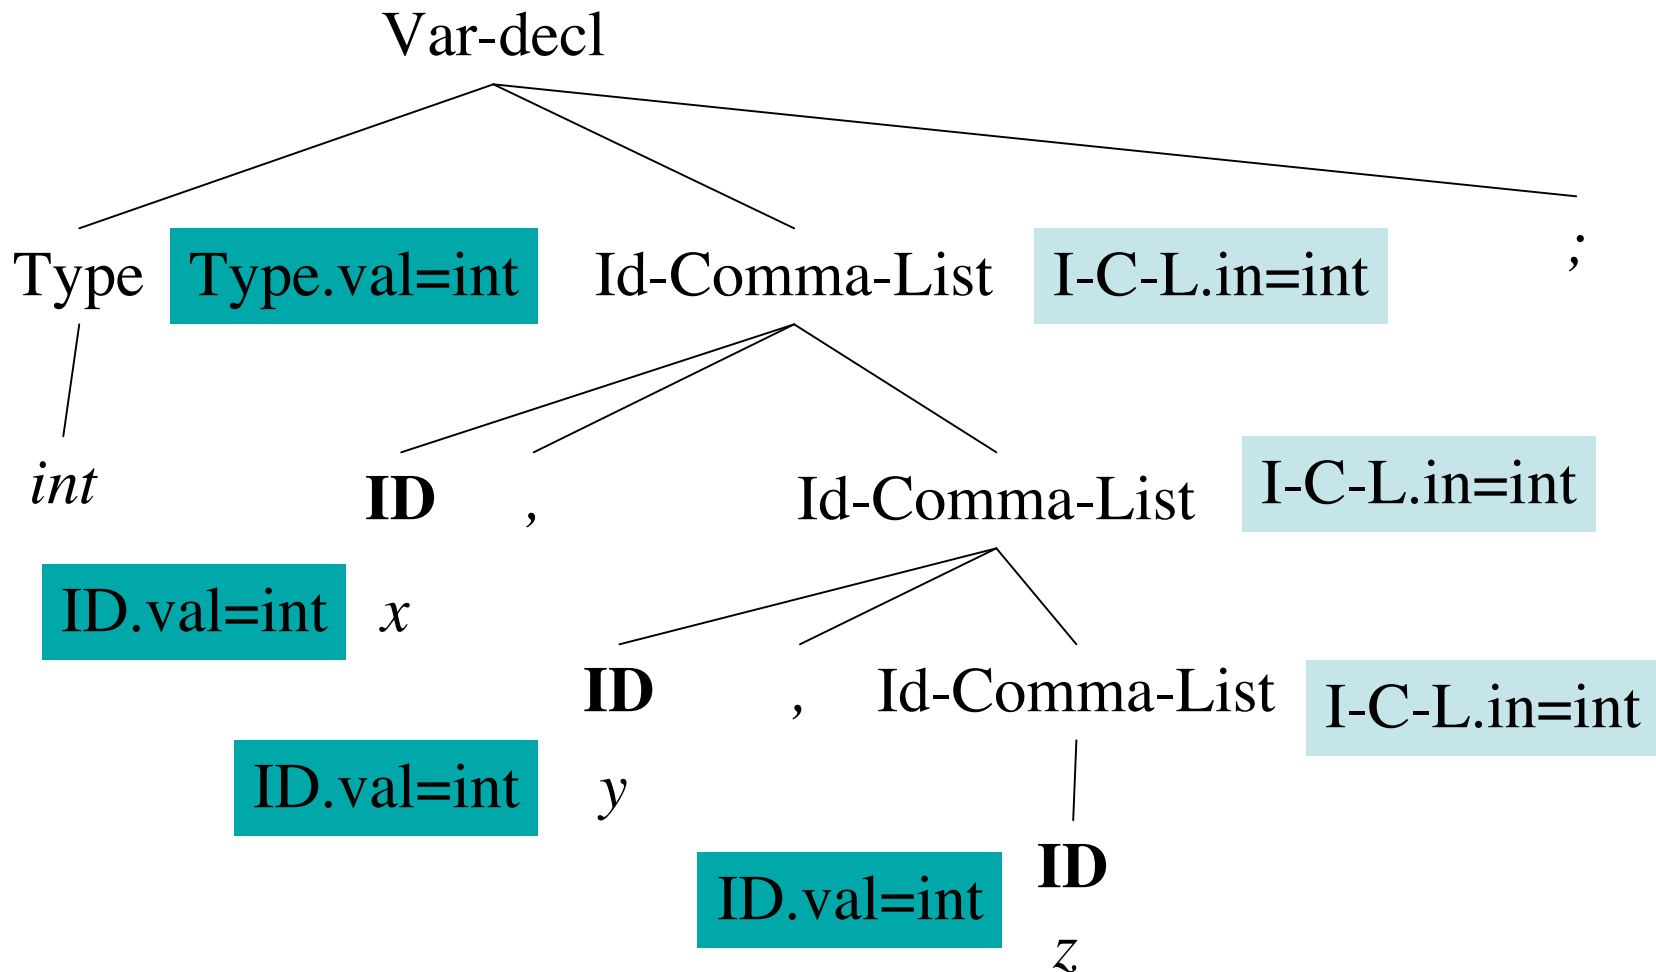 Var-decl
Type Type.val=int Id-Comma-List I-C-L.in=int ;
int ID , Id-Comma-List I-C-L.in=int
ID.val=int x
ID , Id-Comma-List I-C-L.in=int
ID.val=int y
ID
ID.val=int
z